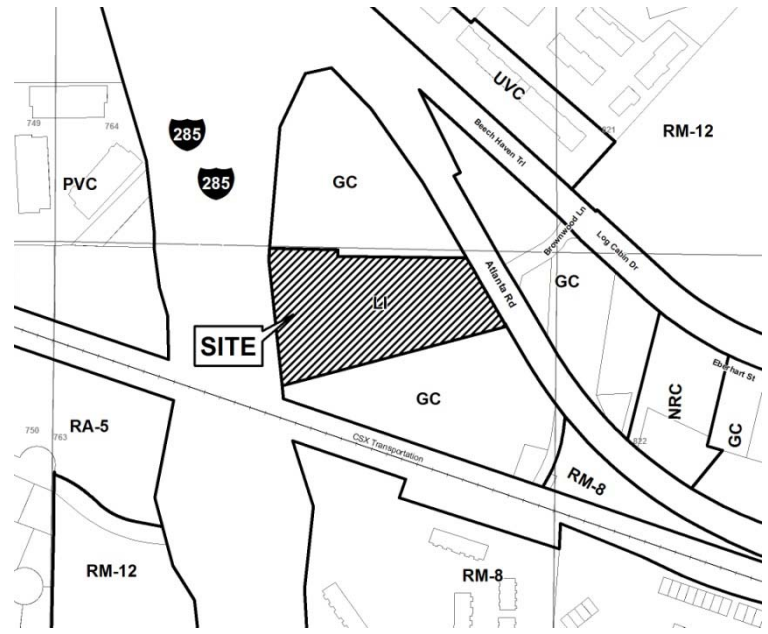 UVC
821
RM-12
Beech Haven Trl
749
764
285
285
PVC
GC
Brownwood Ln
Log Cabin Dr
Atlanta Rd
GC
LI
SITE
Eberhart St
GC
NRC
GC
CSX Transportation
RA-5
750
763
822
RM-8
RM-12
RM-8